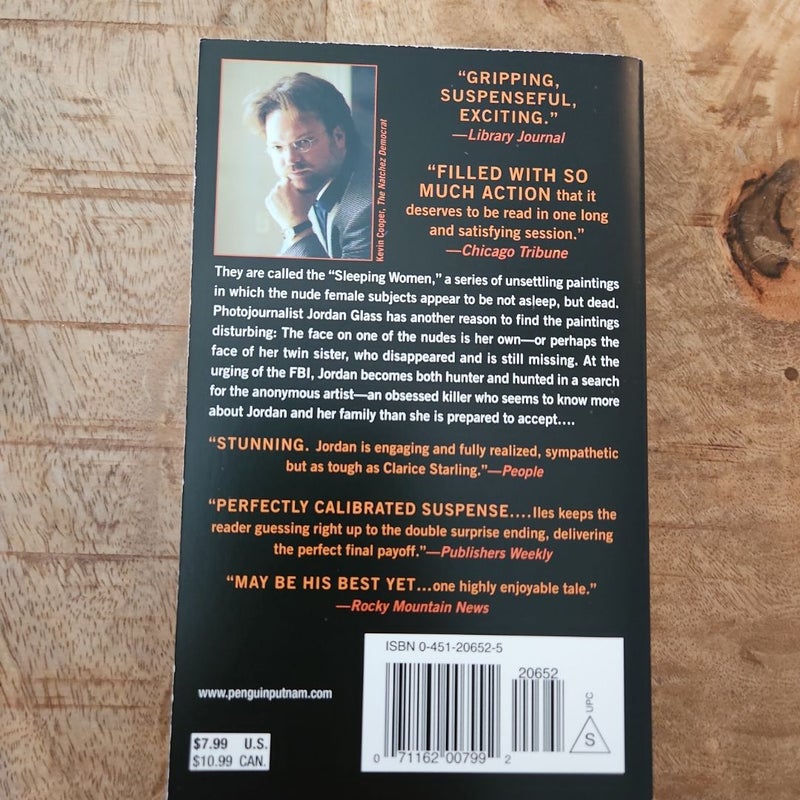 Kevin Cooper, The Natchez Democrat
“GRIPPING,
SUSPENSEFUL,
EXCITING.”
—Library Journal
“FILLED WITH SO
MUCH ACTION that it
deserves to be read in one long
and satisfying session.”
—Chicago Tribune
They are called the “Sleeping Women,” a series of unsettling paintings
in which the nude female subjects appear to be not asleep, but dead.
Photojournalist Jordan Glass has another reason to find the paintings
disturbing: The face on one of the nudes is her own—or perhaps the
face of her twin sister, who disappeared and is still missing. At the
urging of the FBI, Jordan becomes both hunter and hunted in a search
for the anonymous artist—an obsessed killer who seems to know more
about Jordan and her family than she is prepared to accept....
“STUNNING. Jordan is engaging and fully realized, sympathetic
but as tough as Clarice Starling.”—People
“PERFECTLY CALIBRATED SUSPENSE....Iles keeps the
reader guessing right up to the double surprise ending, delivering
the perfect final payoff.”—Publishers Weekly
“MAY BE HIS BEST YET...one highly enjoyable tale.”
—Rocky Mountain News
ISBN 0-451-20652-5
20652
UPC
S
0 71162 00799 2
www.penguinputnam.com
$7.99 U.S.
$10.99 CAN.